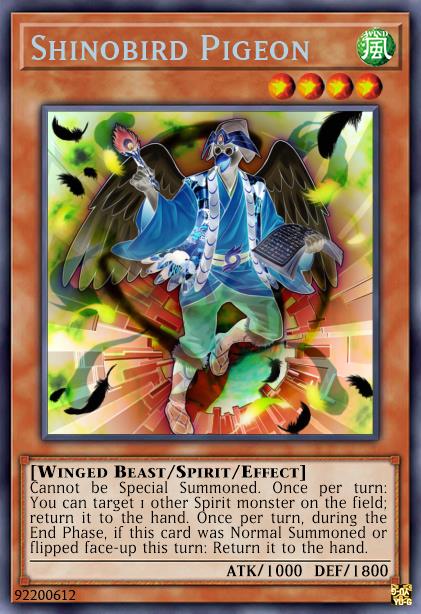 SHINOBIRD PIGEON
WIND
風
[WINGED BEAST/SPIRIT/EFFECT]
Cannot be Special Summoned. Once per turn:
You can target 1 other Spirit monster on the field;
return it to the hand. Once per turn, during the
End Phase, if this card was Normal Summoned or
flipped face-up this turn: Return it to the hand.
ATK/1000 DEF/1800
92200612